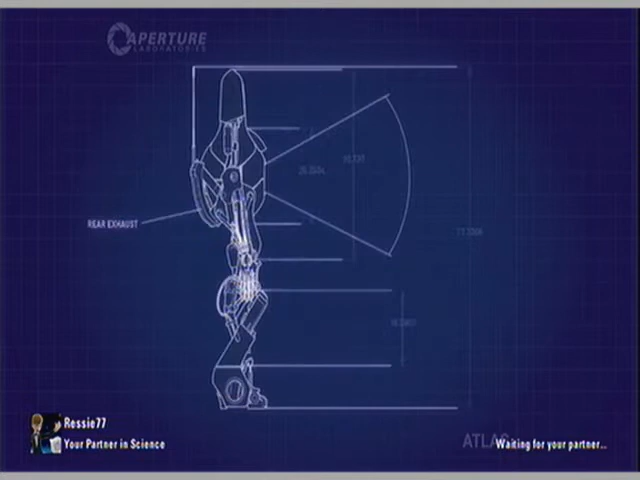 APERTURE
LABORATORIES
REAR EXHAUST
Ressie77
Your Partner in Science
ATLAS
Waiting for your partner...